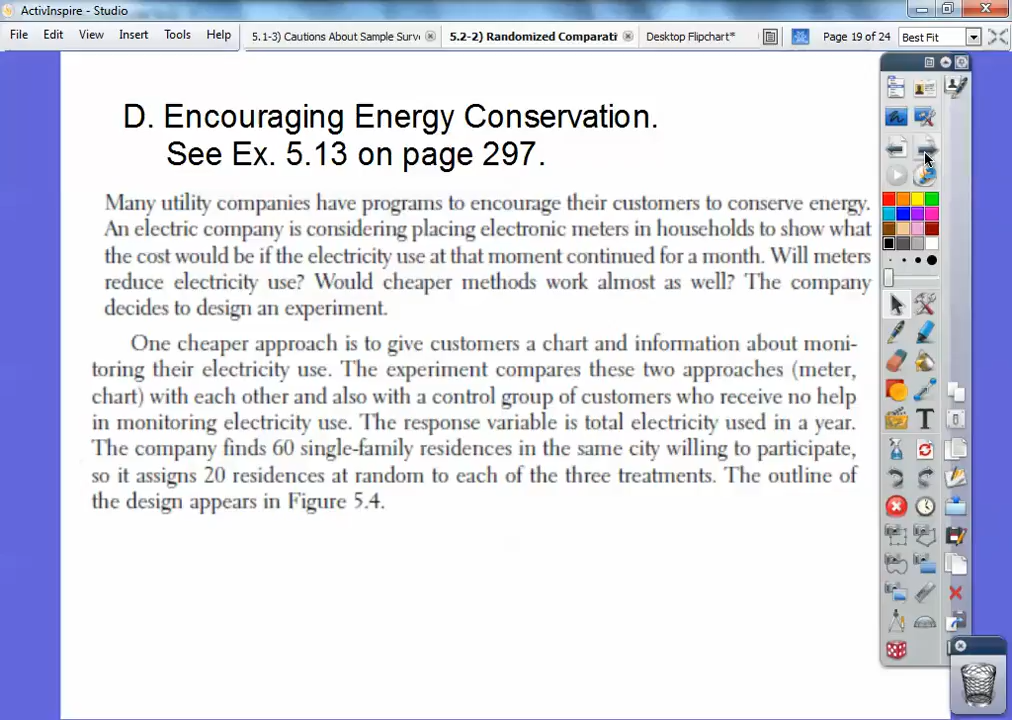 ActivInspire - Studio
File Edit View Insert Tools Help
5.1-3) Cautions About Sample Surv
5.2-2) Randomized Comparati
Desktop Flipchart*
Page 19 of 24
Best Fit
D. Encouraging Energy Conservation.
See Ex. 5.13 on page 297.
Many utility companies have programs to encourage their customers to conserve energy.
An electric company is considering placing electronic meters in households to show what
the cost would be if the electricity use at that moment continued for a month. Will meters
reduce electricity use? Would cheaper methods work almost as well? The company
decides to design an experiment.
One cheaper approach is to give customers a chart and information about moni-
toring their electricity use. The experiment compares these two approaches (meter,
chart) with each other and also with a control group of customers who receive no help
in monitoring electricity use. The response variable is total electricity used in a year.
The company finds 60 single-family residences in the same city willing to participate,
so it assigns 20 residences at random to each of the three treatments. The outline of
the design appears in Figure 5.4.